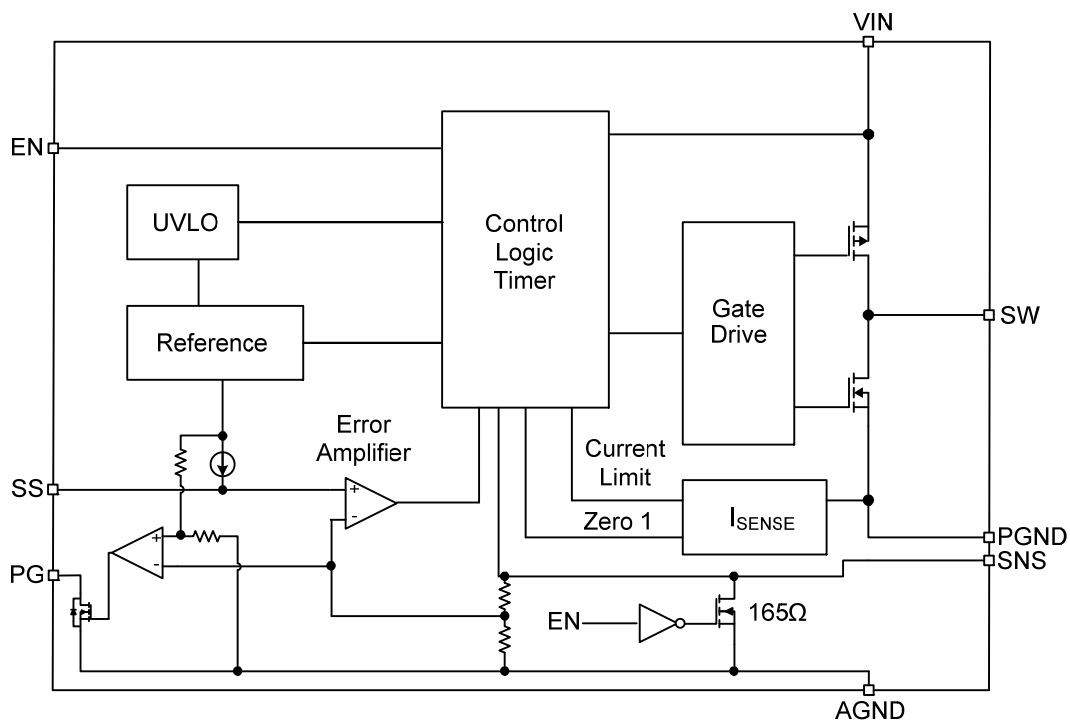 VIN
EN
UVLO
Control
Logic
Timer
Gate
Drive
SW
Reference
Error
Amplifier
Current
Limit
SS
+
-
ISENSE
Zero 1
PGND
SNS
+
-
PG
EN
165Ω
AGND